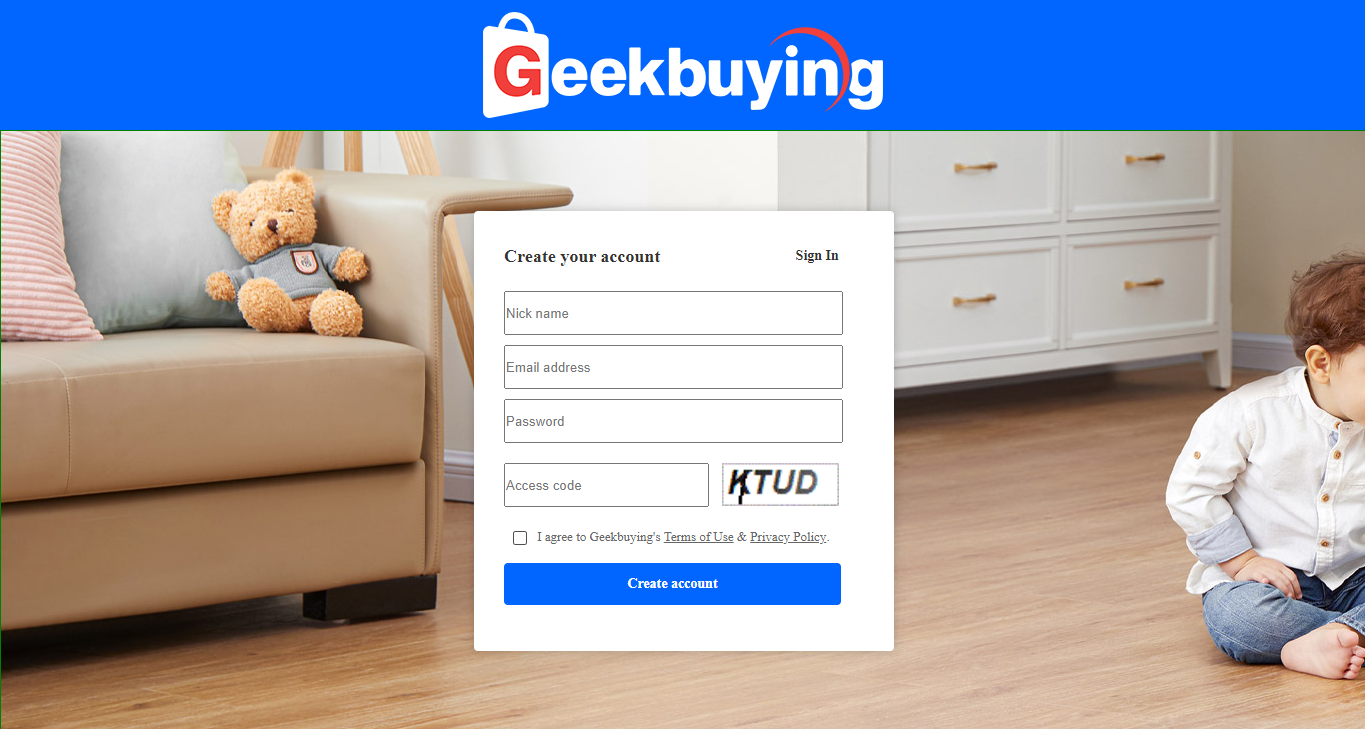 Geekbuying
Create your account
Sign In
Nick name
Email address
Password
Access code
KTUD
I agree to Geekbuying's Terms of Use & Privacy Policy.
Create account